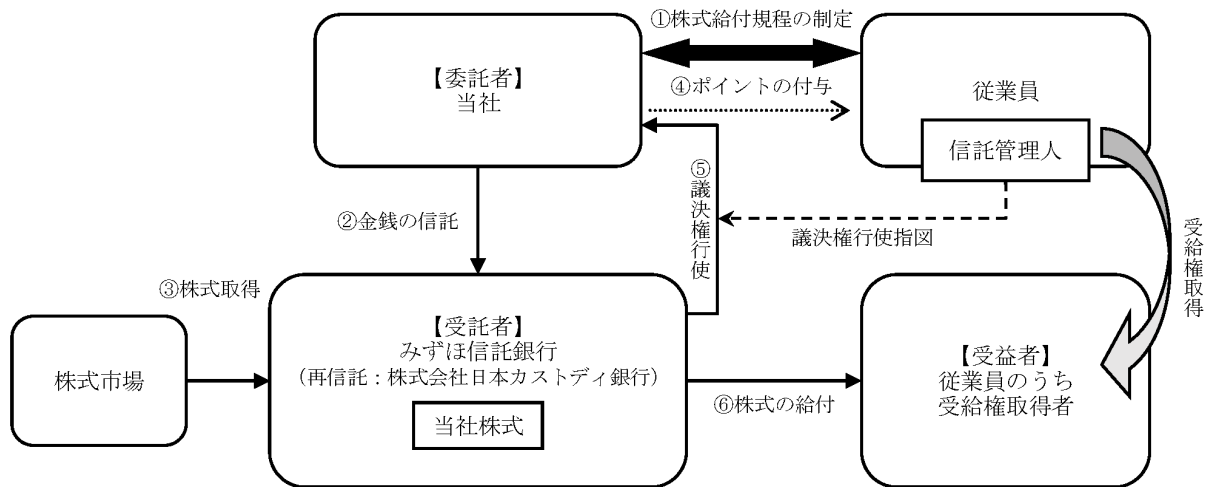 ①株式給付規程の制定
【委託者】
当社
④ポイントの付与
従業員
信託管理人
②金銭の信託
⑤議決権行使
議決権行使指図
受給権取得
③株式取得
株式市場
【受託者】
みずほ信託銀行
(再信託：株式会社日本カストディ銀行)
当社株式
⑥株式の給付
【受益者】
従業員のうち
受給権取得者